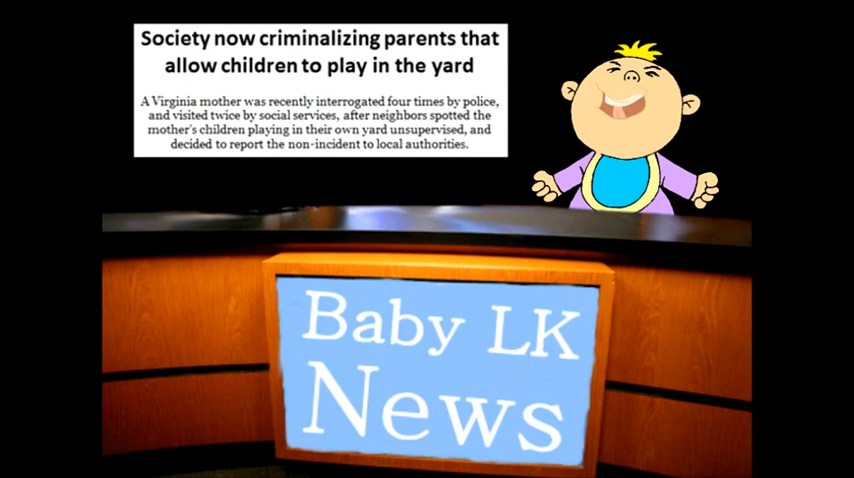 Society now criminalizing parents that
allow children to play in the yard
A Virginia mother was recently interrogated four times by police,
and visited twice by social services, after neighbors spotted the
mother's children playing in their own yard unsupervised, and
decided to report the non-incident to local authorities.
Baby LK
News